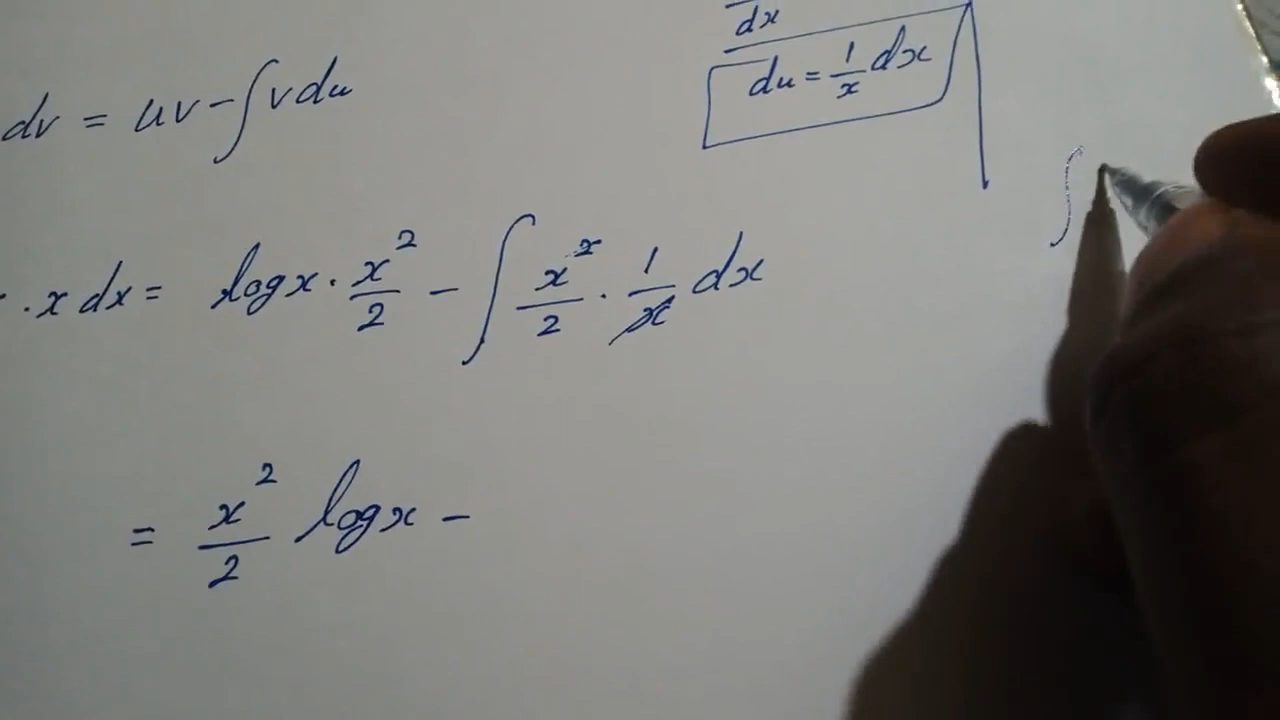 dx
du = 1/x dx
dv = uv - ∫ v du
∫
. x dx = log x . x²/2 - ∫ x²/2 . 1/x dx
= x²/2 log x -